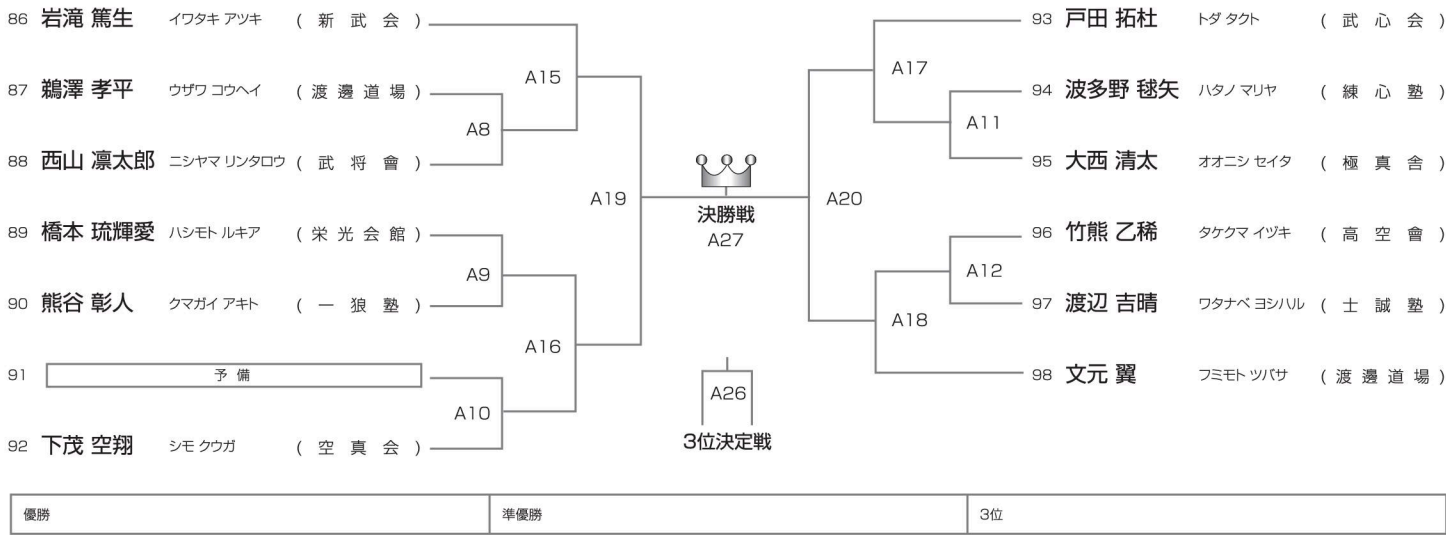 86 岩滝 篤生 イワタキ アツキ (新武会)
87 鵜澤 孝平 ウザワ コウヘイ (渡邊道場)
88 西山 凛太郎 ニシヤマ リンタロウ (武将會)
89 橋本 琉輝愛 ハシモト ルキア (栄光会館)
90 熊谷 彰人 クマガイ アキト (一狼塾)
91 予備
92 下茂 空翔 シモ クウガ (空真会)
A15
A8
A19
A9
A16
A10
決勝戦
A27
A26
3位決定戦
A17
A11
A20
A12
A18
93 戸田 拓杜 トダ タクト (武心会)
94 波多野 毬矢 ハタノ マリヤ (練心塾)
95 大西 清太 オオニシ セイタ (極真舎)
96 竹熊 乙稀 タケクマ イヅキ (高空會)
97 渡辺 吉晴 ワタナベ ヨシハル (士誠塾)
98 文元 翼 フミモト ツバサ (渡邊道場)
優勝 準優勝 3位